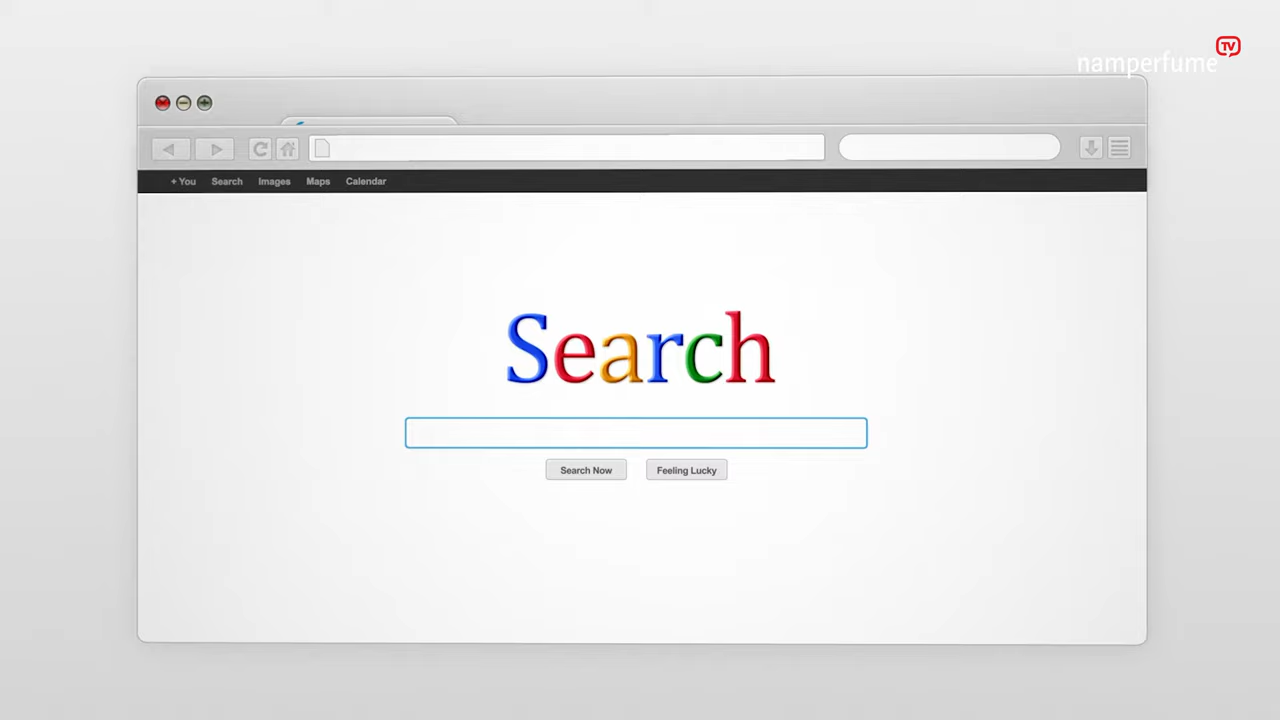 TV
namperfume
+ You Search Images Maps Calendar
Search
Search Now Feeling Lucky